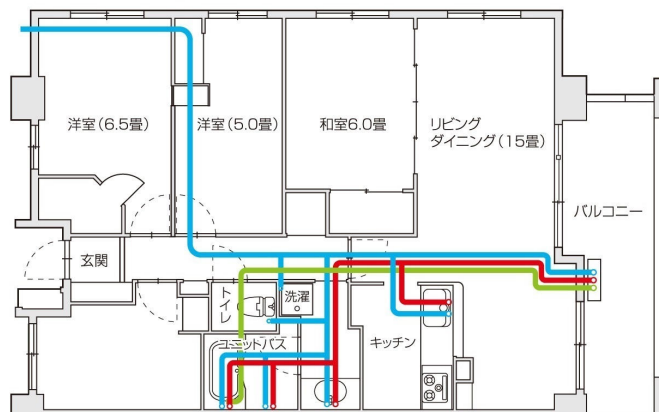 洋室(6.5畳)
洋室(5.0畳)
和室6.0畳
リビング
ダイニング(15畳)
バルコニー
玄関
トイレ
洗濯
ユニットバス
キッチン